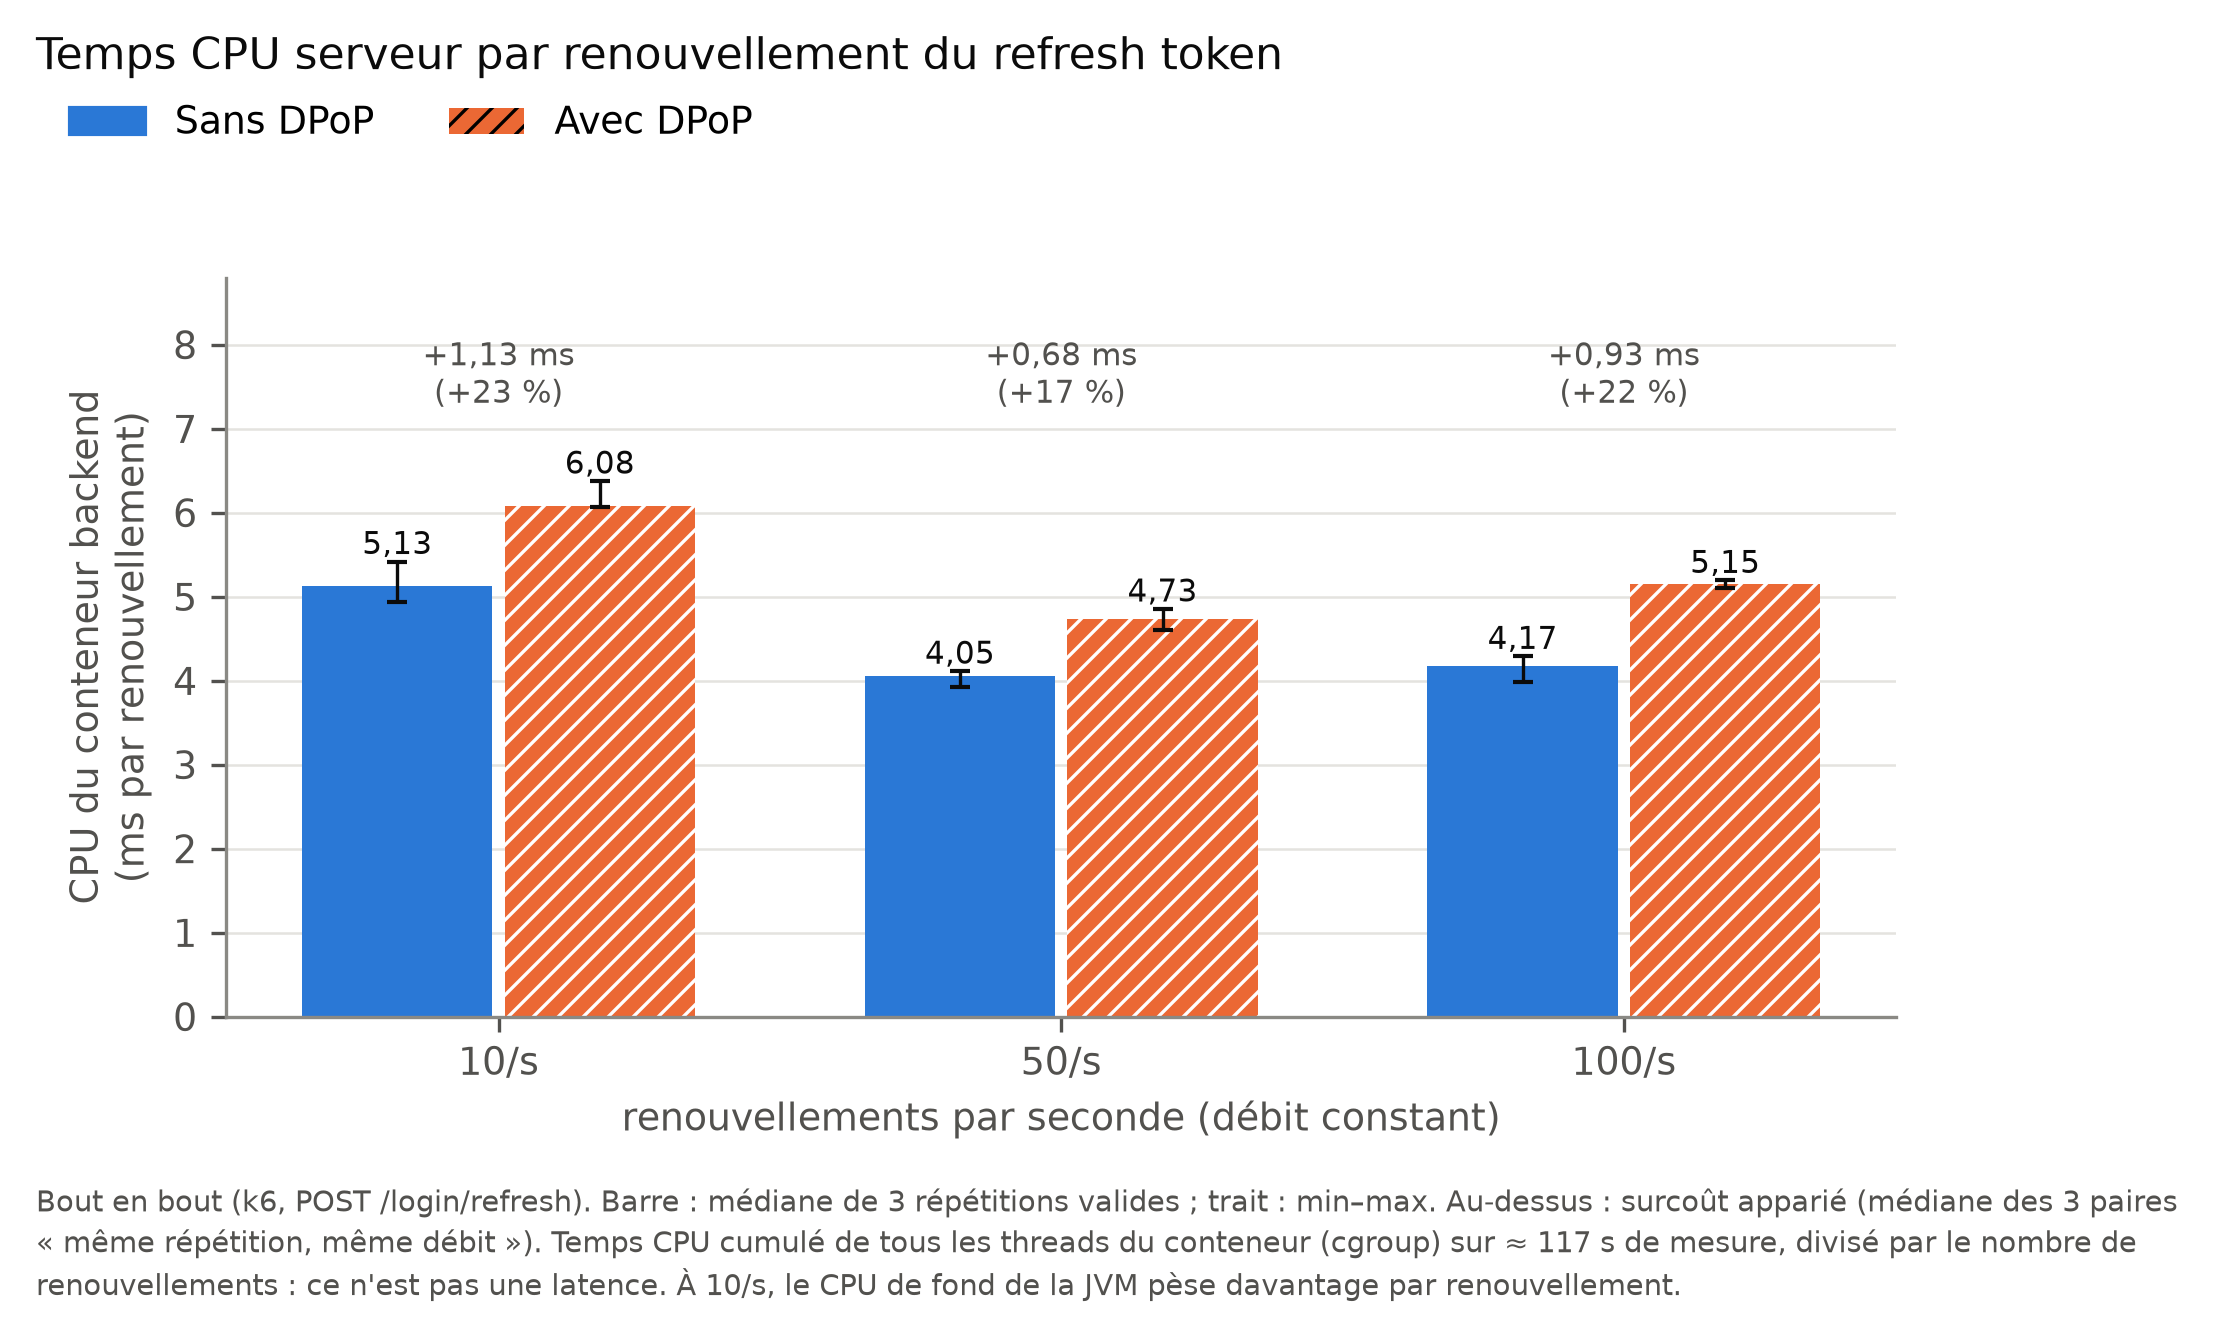 Temps CPU serveur par renouvellement du refresh token
Sans DPoP
Avec DPoP
CPU du conteneur backend
(ms par renouvellement)
8
7
6
5
4
3
2
1
0
+1,13 ms
(+23 %)
+0,68 ms
(+17 %)
+0,93 ms
(+22 %)
5,13
6,08
4,05
4,73
4,17
5,15
10/s
50/s
100/s
renouvellements par seconde (débit constant)
Bout en bout (k6, POST /login/refresh). Barre : médiane de 3 répétitions valides ; trait : min–max. Au-dessus : surcoût apparié (médiane des 3 paires
« même répétition, même débit »). Temps CPU cumulé de tous les threads du conteneur (cgroup) sur ≈ 117 s de mesure, divisé par le nombre de
renouvellements : ce n'est pas une latence. À 10/s, le CPU de fond de la JVM pèse davantage par renouvellement.